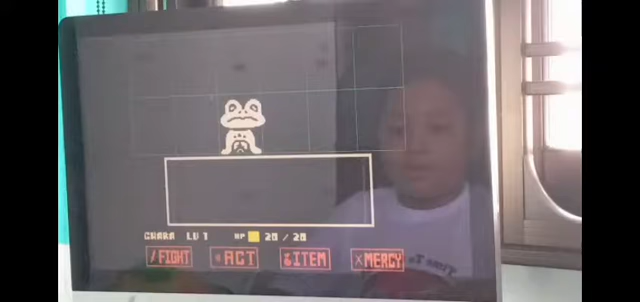 CHARA LV 1 HP 20 / 20
FIGHT ACT ITEM MERCY